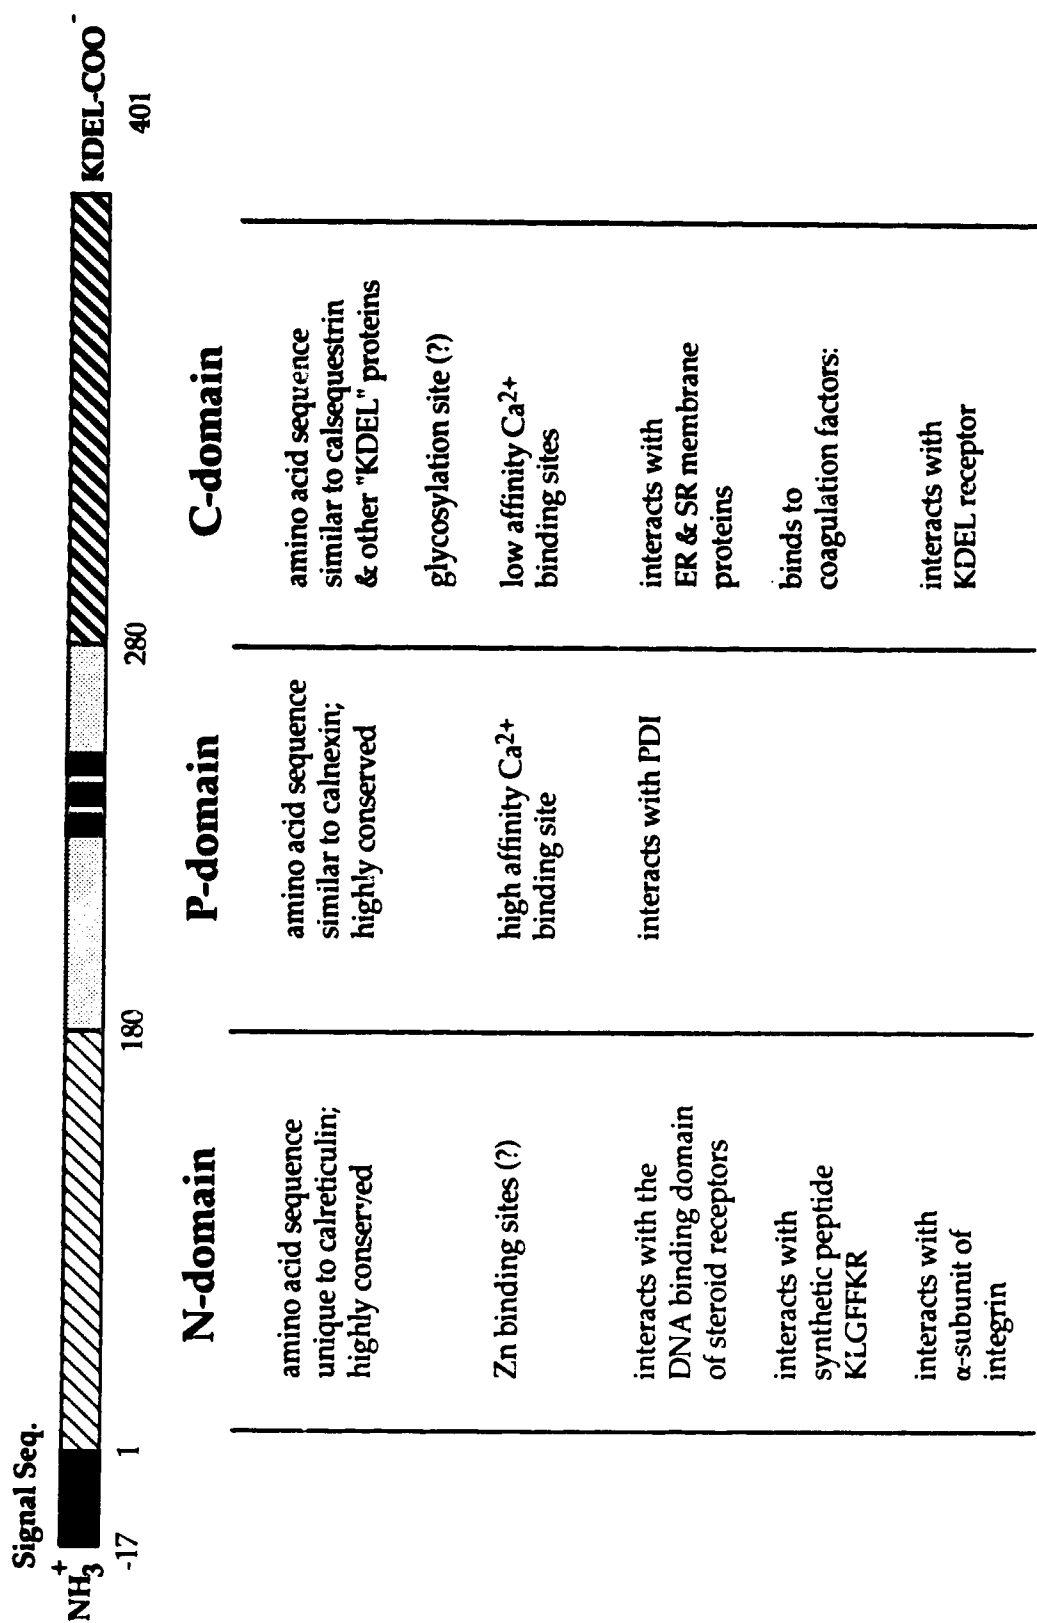 Signal Seq.
NH3+
KDEL-COO-
-17
1
180
280
401
N-domain
amino acid sequence
unique to calreticulin;
highly conserved
Zn binding sites (?)
interacts with the
DNA binding domain
of steroid receptors
interacts with
synthetic peptide
KLGFFKR
interacts with
α-subunit of
integrin
P-domain
amino acid sequence
similar to calnexin;
highly conserved
high affinity Ca2+
binding site
interacts with PDI
C-domain
amino acid sequence
similar to calsequestrin
& other "KDEL" proteins
glycosylation site (?)
low affinity Ca2+
binding sites
interacts with
ER & SR membrane
proteins
binds to
coagulation factors:
interacts with
KDEL receptor